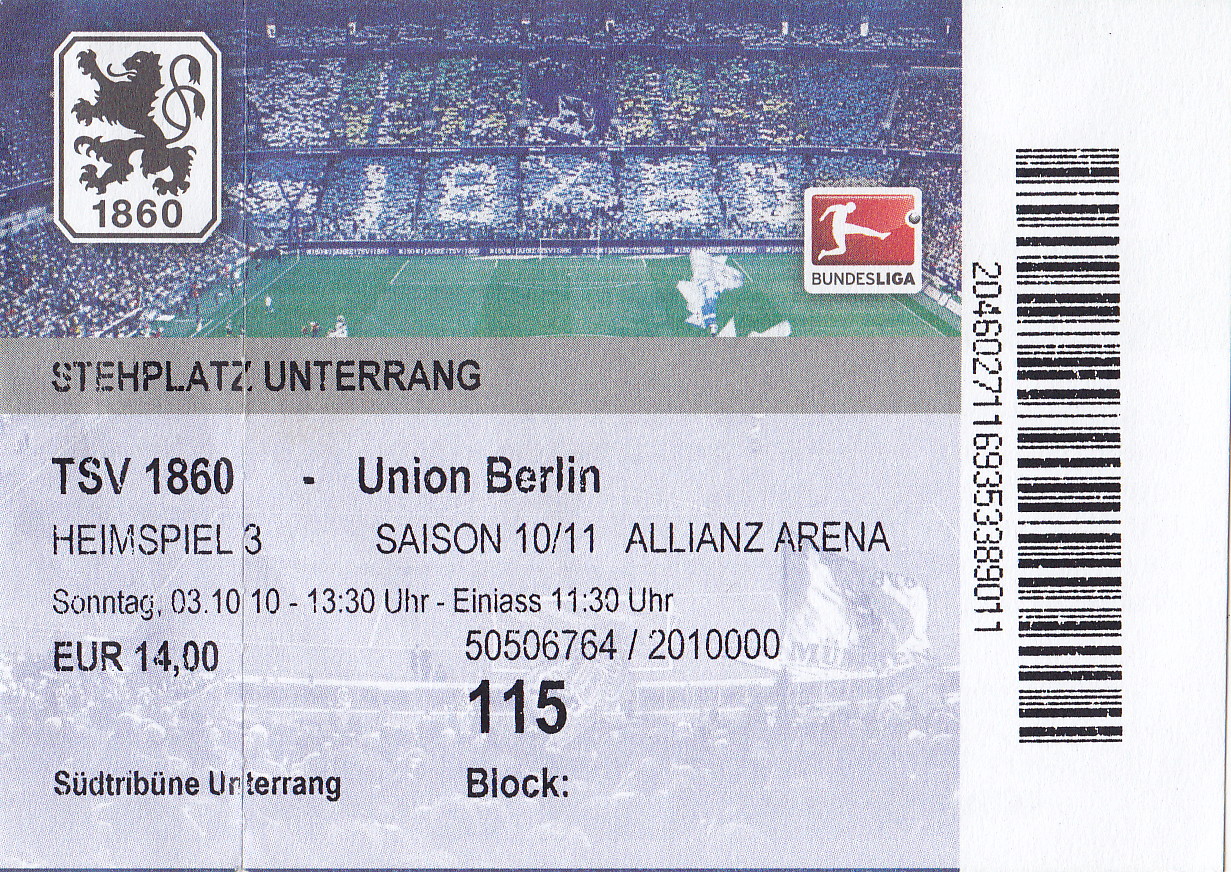 1860
BUNDESLIGA
STEHPLATZ UNTERRANG
TSV 1860 - Union Berlin
HEIMSPIEL 3 SAISON 10/11 ALLIANZ ARENA
Sonntag, 03.10 10 - 13:30 Uhr - Einlass 11:30 Uhr
EUR 14,00 50506764 / 2010000
115
Südtribüne Unterrang Block:
20460271169353389011